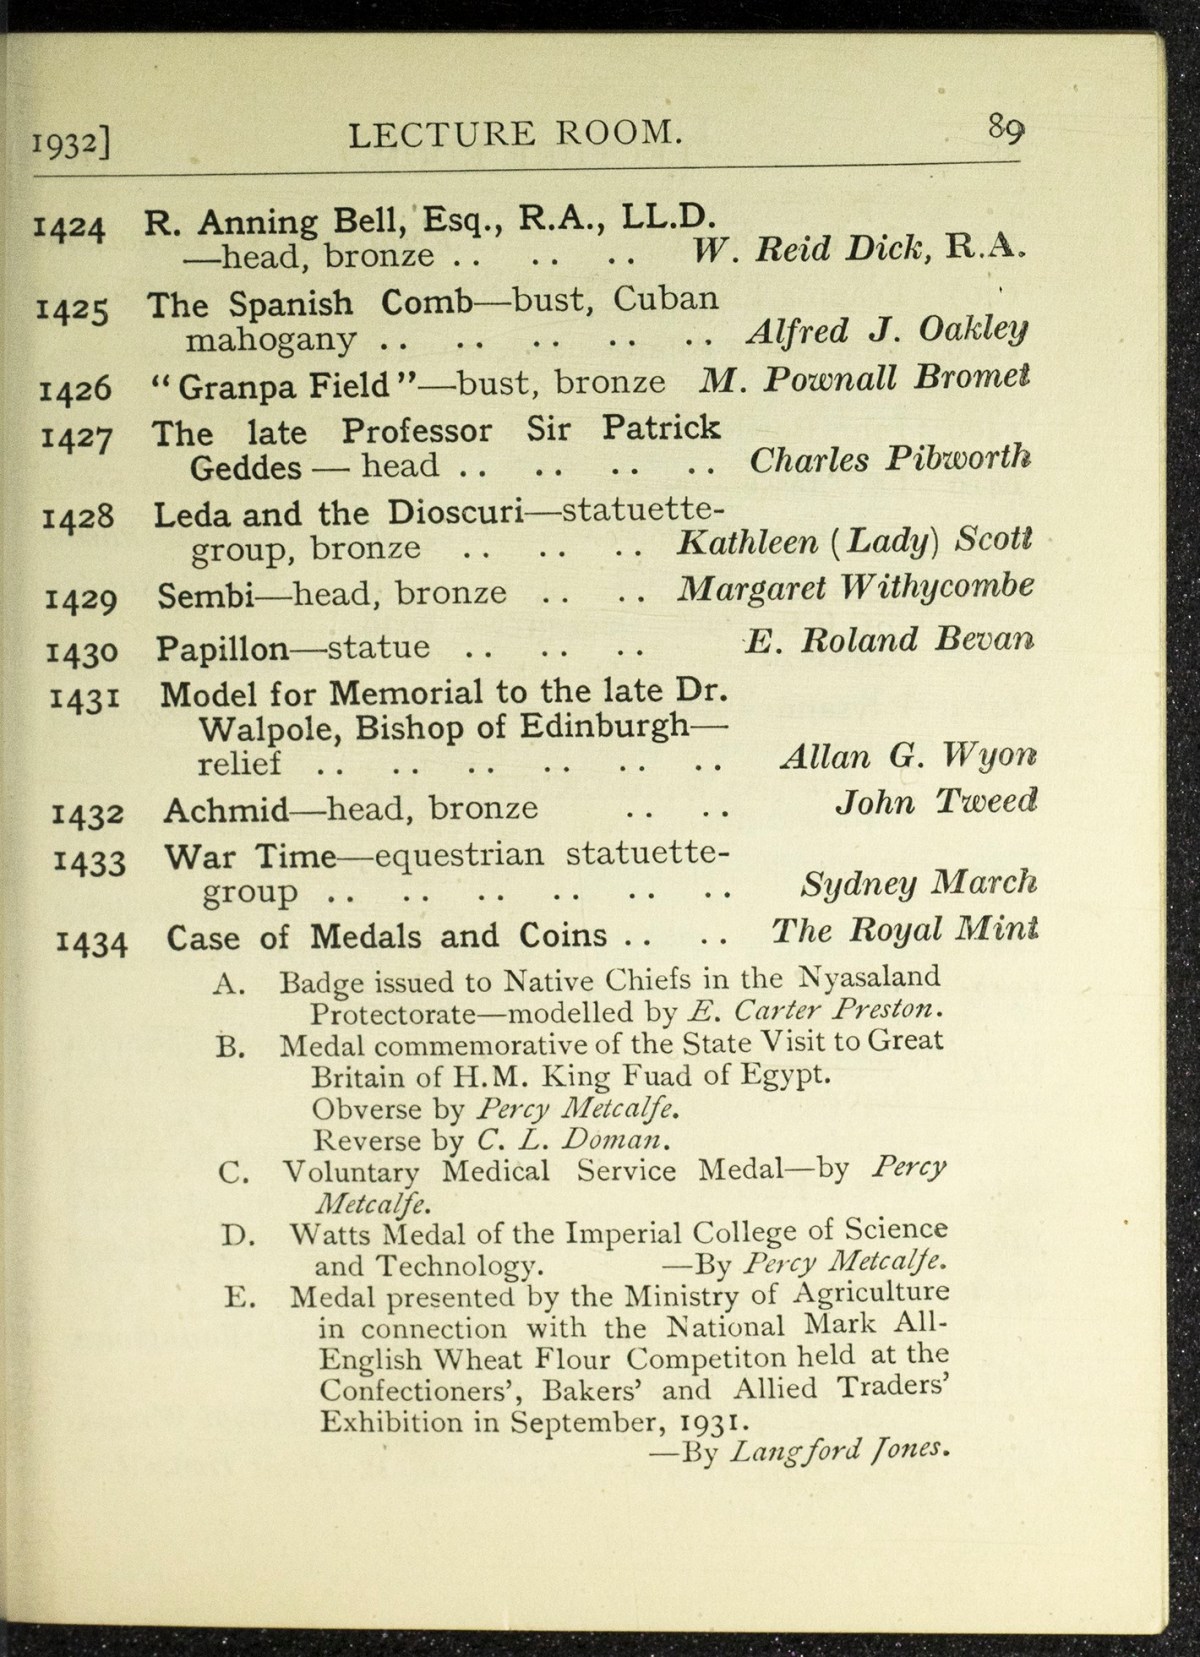 1932] LECTURE ROOM. 89
1424 R. Anning Bell, Esq., R.A., LL.D.
—head, bronze .. .. .. W. Reid Dick, R.A.
1425 The Spanish Comb—bust, Cuban
mahogany .. .. .. .. .. Alfred J. Oakley
1426 “Granpa Field”—bust, bronze M. Pownall Bromet
1427 The late Professor Sir Patrick
Geddes — head .. .. .. .. Charles Pibworth
1428 Leda and the Dioscuri—statuette-
group, bronze .. .. .. Kathleen (Lady) Scott
1429 Sembi—head, bronze .. .. Margaret Withycombe
1430 Papillon—statue .. .. .. E. Roland Bevan
1431 Model for Memorial to the late Dr.
Walpole, Bishop of Edinburgh—
relief .. .. .. .. .. .. Allan G. Wyon
1432 Achmid—head, bronze .. .. John Tweed
1433 War Time—equestrian statuette-
group .. .. .. .. .. .. Sydney March
1434 Case of Medals and Coins .. .. The Royal Mint
A. Badge issued to Native Chiefs in the Nyasaland
Protectorate—modelled by E. Carter Preston.
B. Medal commemorative of the State Visit to Great
Britain of H.M. King Fuad of Egypt.
Obverse by Percy Metcalfe.
Reverse by C. L. Doman.
C. Voluntary Medical Service Medal—by Percy
Metcalfe.
D. Watts Medal of the Imperial College of Science
and Technology. —By Percy Metcalfe.
E. Medal presented by the Ministry of Agriculture
in connection with the National Mark All-
English Wheat Flour Competiton held at the
Confectioners’, Bakers’ and Allied Traders’
Exhibition in September, 1931.
—By Langford Jones.